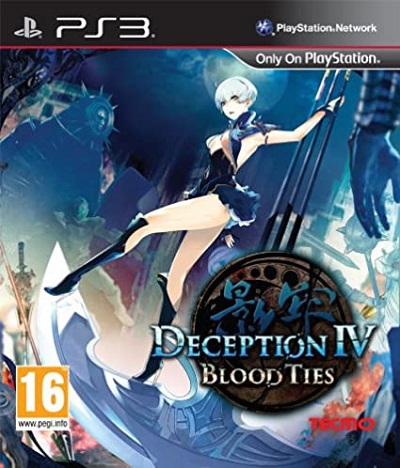 PS3
PlayStation Network
Only On PlayStation®
影牢
DECEPTION IV
BLOOD TIES
16
www.pegi.info
TECMO